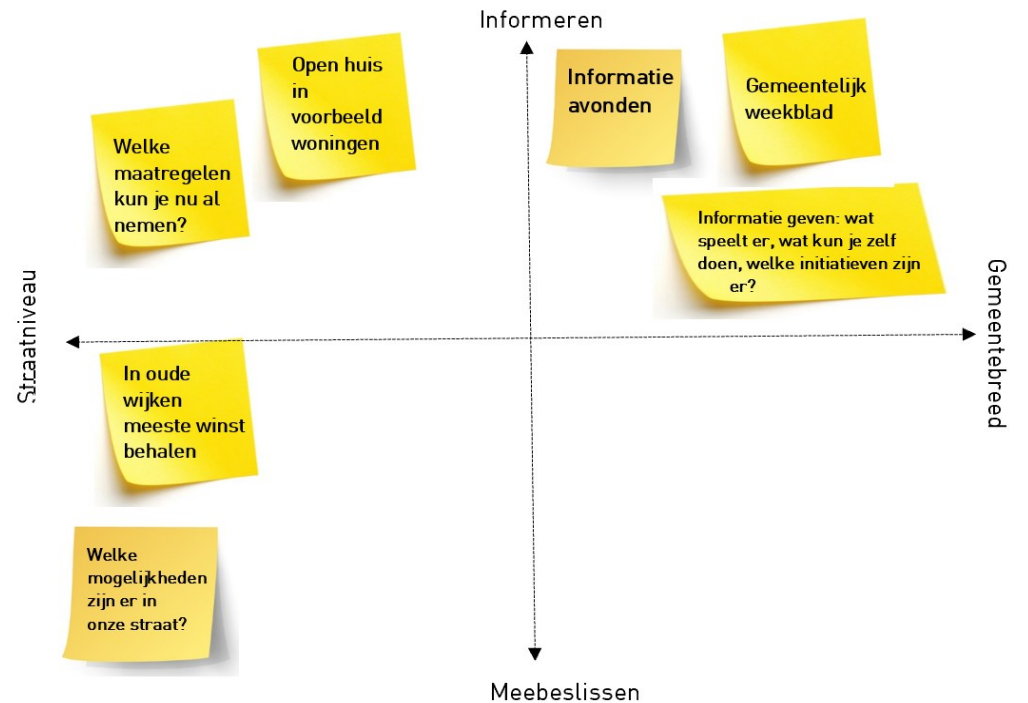 Informeren
Open huis
in
voorbeeld
woningen
Informatie
avonden
Gemeentelijk
weekblad
Welke
maatregelen
kun je nu al
nemen?
Informatie geven: wat
speelt er, wat kun je zelf
doen, welke initiatieven zijn
er?
Straatniveau
Gemeentebreed
In oude
wijken
meeste winst
behalen
Welke
mogelijkheden
zijn er in
onze straat?
Meebeslissen